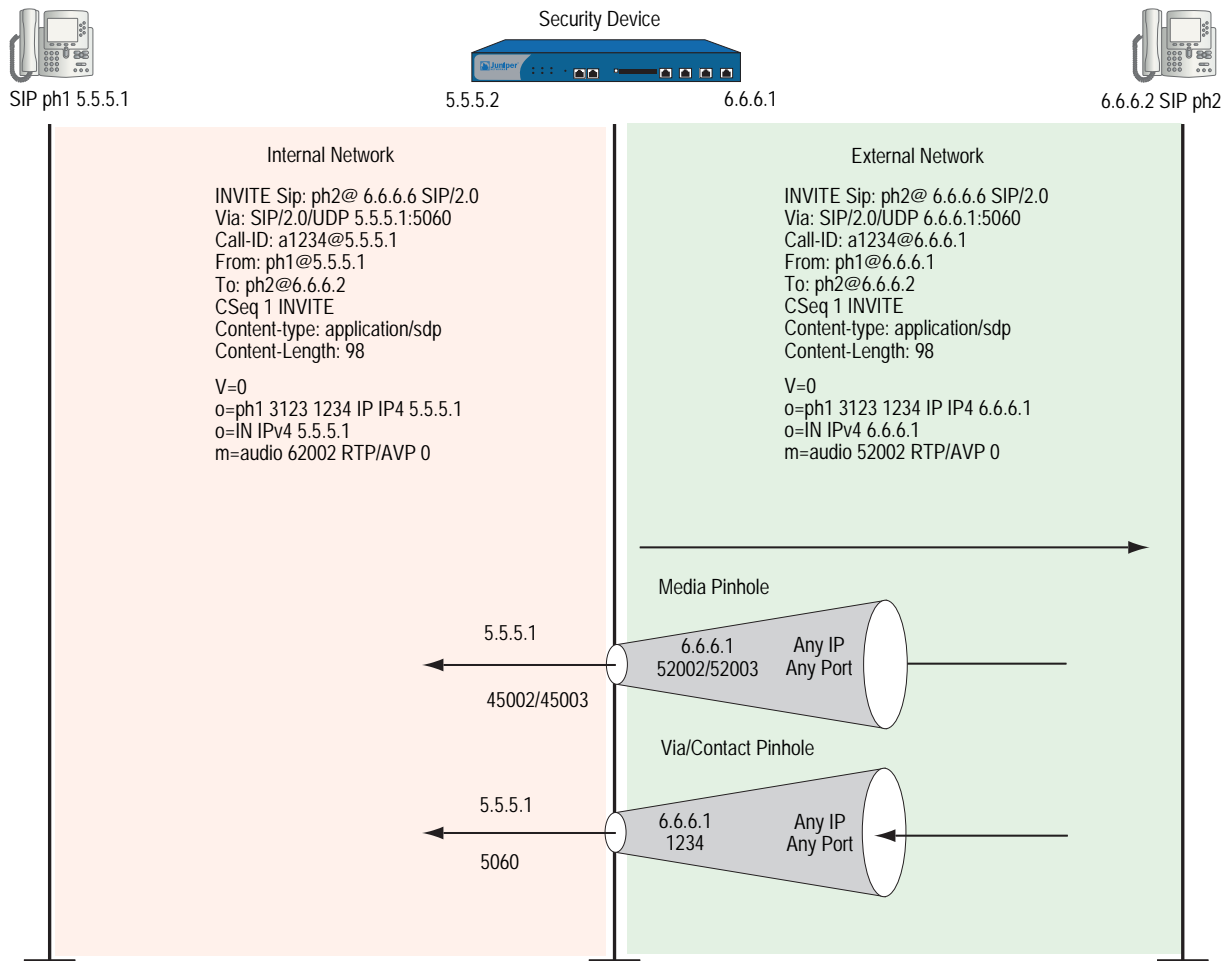 Security Device
Juniper
SIP ph1 5.5.5.1
5.5.5.2
6.6.6.1
6.6.6.2 SIP ph2
Internal Network
INVITE Sip: ph2@ 6.6.6.6 SIP/2.0
Via: SIP/2.0/UDP 5.5.5.1:5060
Call-ID: a1234@5.5.5.1
From: ph1@5.5.5.1
To: ph2@6.6.6.2
CSeq 1 INVITE
Content-type: application/sdp
Content-Length: 98
V=0
o=ph1 3123 1234 IP IP4 5.5.5.1
o=IN IPv4 5.5.5.1
m=audio 62002 RTP/AVP 0
External Network
INVITE Sip: ph2@ 6.6.6.6 SIP/2.0
Via: SIP/2.0/UDP 6.6.6.1:5060
Call-ID: a1234@6.6.6.1
From: ph1@6.6.6.1
To: ph2@6.6.6.2
CSeq 1 INVITE
Content-type: application/sdp
Content-Length: 98
V=0
o=ph1 3123 1234 IP IP4 6.6.6.1
o=IN IPv4 6.6.6.1
m=audio 52002 RTP/AVP 0
Media Pinhole
5.5.5.1
45002/45003
6.6.6.1
52002/52003
Any IP
Any Port
Via/Contact Pinhole
5.5.5.1
5060
6.6.6.1
1234
Any IP
Any Port